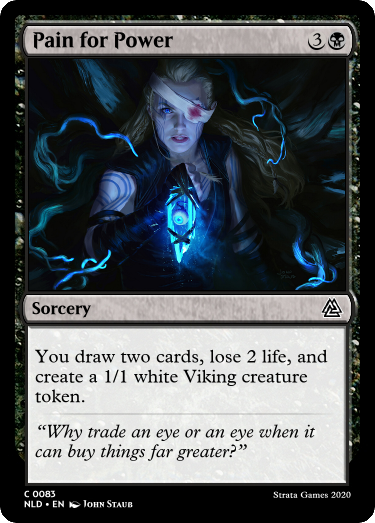 Pain for Power 3
Sorcery
You draw two cards, lose 2 life, and
create a 1/1 white Viking creature
token.
“Why trade an eye or an eye when it
can buy things far greater?”
C 0083
NLD • EN JOHN STAUB
Strata Games 2020